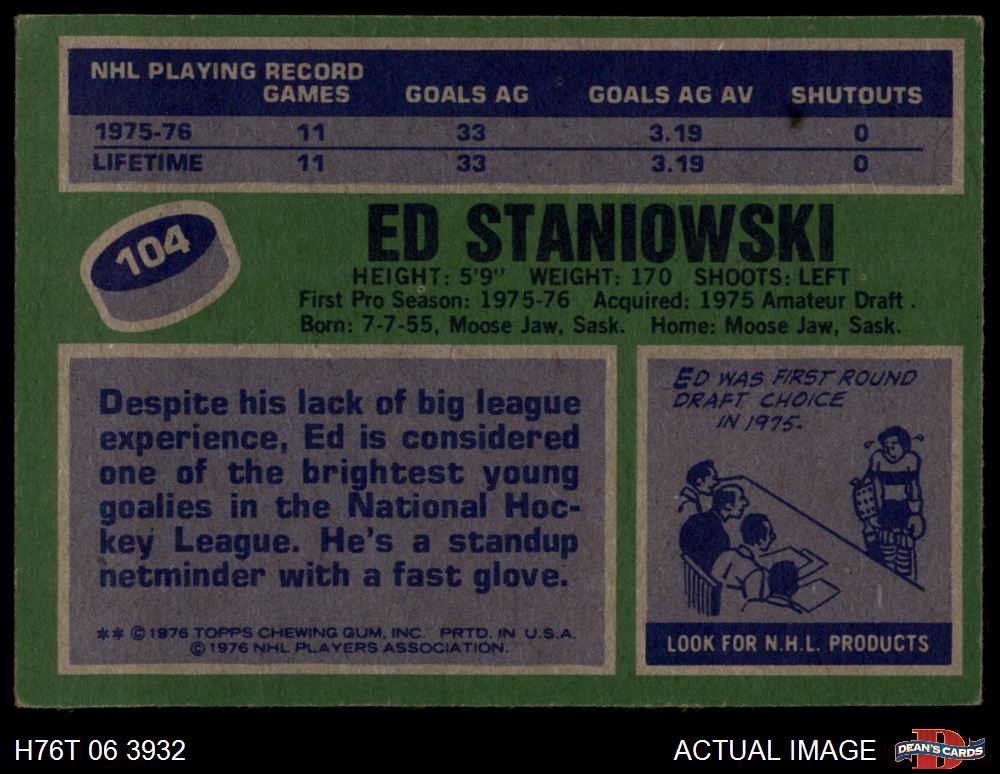 NHL PLAYING RECORD
GAMES GOALS AG GOALS AG AV SHUTOUTS
1975-76 11 33 3.19 0
LIFETIME 11 33 3.19 0
104
ED STANIOWSKI
HEIGHT: 5'9" WEIGHT: 170 SHOOTS: LEFT
First Pro Season: 1975-76 Acquired: 1975 Amateur Draft.
Born: 7-7-55, Moose Jaw, Sask. Home: Moose Jaw, Sask.
Despite his lack of big league
experience, Ed is considered
one of the brightest young
goalies in the National Hoc-
key League. He's a standup
netminder with a fast glove.
** © 1976 TOPPS CHEWING GUM, INC. PRTD. IN U.S.A.
© 1976 NHL PLAYERS ASSOCIATION.
ED WAS FIRST ROUND
DRAFT CHOICE
IN 1975.
LOOK FOR N.H.L. PRODUCTS
H76T 06 3932
ACTUAL IMAGE
D
DEAN'S CARDS